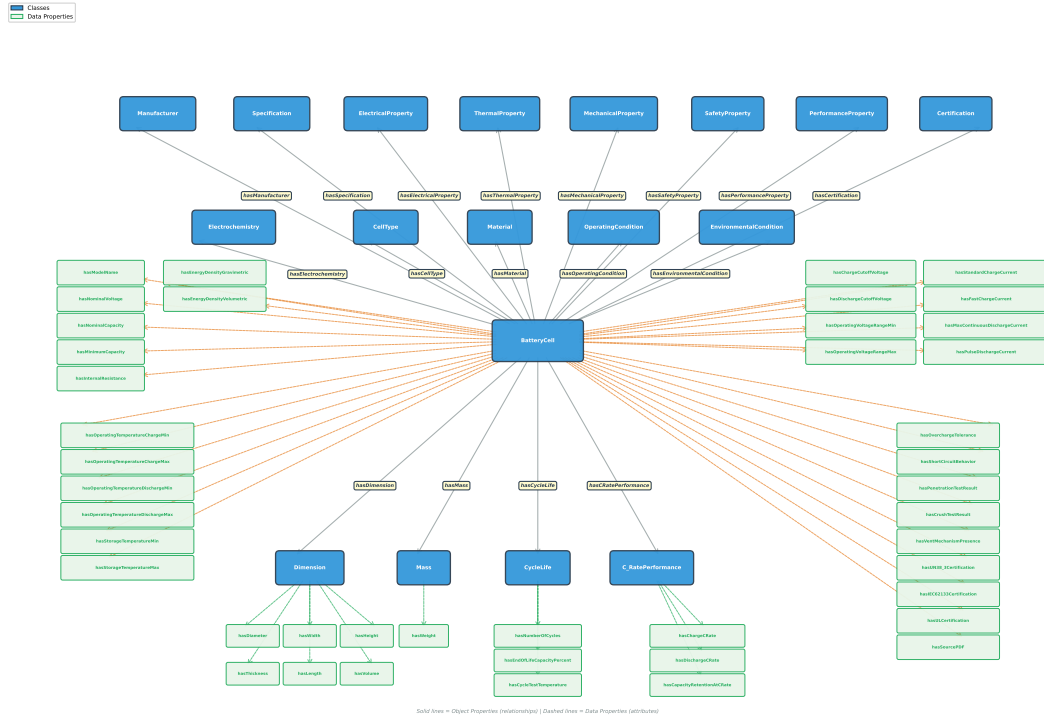 Classes
Data Properties
Manufacturer
Specification
ElectricalProperty
ThermalProperty
MechanicalProperty
SafetyProperty
PerformanceProperty
Certification
hasManufacturer
hasSpecification
hasElectricalProperty
hasThermalProperty
hasMechanicalProperty
hasSafetyProperty
hasPerformanceProperty
hasCertification
Electrochemistry
CellType
Material
OperatingCondition
EnvironmentalCondition
hasElectrochemistry
hasCellType
hasMaterial
hasOperatingCondition
hasEnvironmentalCondition
hasModelName
hasEnergyDensityGravimetric
hasNominalVoltage
hasEnergyDensityVolumetric
hasNominalCapacity
hasMinimumCapacity
hasInternalResistance
hasChargeCutoffVoltage
hasStandardChargeCurrent
hasDischargeCutoffVoltage
hasFastChargeCurrent
hasOperatingVoltageRangeMin
hasMaxContinuousDischargeCurrent
hasOperatingVoltageRangeMax
hasPulseDischargeCurrent
BatteryCell
hasOperatingTemperatureChargeMin
hasOperatingTemperatureChargeMax
hasOperatingTemperatureDischargeMin
hasOperatingTemperatureDischargeMax
hasStorageTemperatureMin
hasStorageTemperatureMax
hasOverchargeTolerance
hasShortCircuitBehavior
hasPenetrationTestResult
hasCrushTestResult
hasVentMechanismPresence
hasUN38_3Certification
hasIEC62133Certification
hasULCertification
hasSourcePDF
hasDimension
hasMass
hasCycleLife
hasCRatePerformance
Dimension
Mass
CycleLife
C_RatePerformance
hasDiameter
hasWidth
hasHeight
hasWeight
hasNumberOfCycles
hasChargeCRate
hasThickness
hasLength
hasVolume
hasEndOfLifeCapacityPercent
hasDischargeCRate
hasCycleTestTemperature
hasCapacityRetentionAtCRate
Solid lines = Object Properties (relationships) | Dashed lines = Data Properties (attributes)